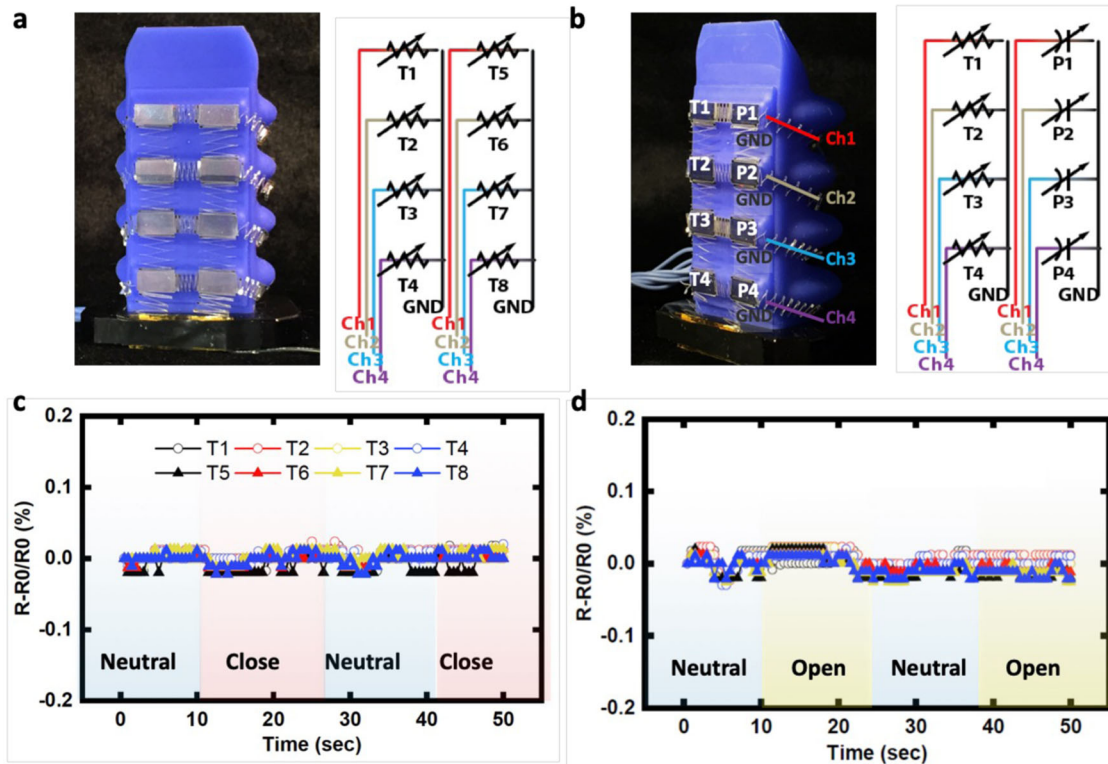 a
T1
T5
T2
T6
T3
T7
T4
T8
GND
GND
Ch1
Ch1
Ch2
Ch2
Ch3
Ch3
Ch4
Ch4
b
T1
P1
GND
Ch1
T2
P2
GND
Ch2
T3
P3
GND
Ch3
T4
P4
GND
Ch4
T1
P1
T2
P2
T3
P3
T4
P4
GND
GND
Ch1
Ch1
Ch2
Ch2
Ch3
Ch3
Ch4
Ch4
c
R-R0/R0 (%)
0.2
0.1
0.0
-0.1
-0.2
T1 T2 T3 T4
T5 T6 T7 T8
Neutral Close Neutral Close
0 10 20 30 40 50
Time (sec)
d
R-R0/R0 (%)
0.2
0.1
0.0
-0.1
-0.2
Neutral Open Neutral Open
0 10 20 30 40 50
Time (sec)